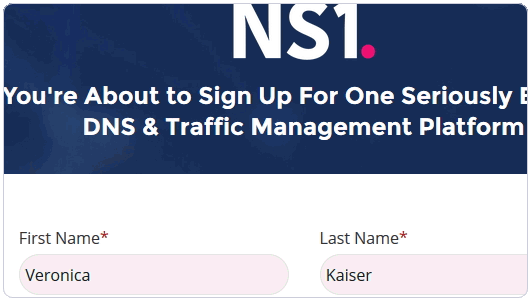 NS1.
You're About to Sign Up For One Seriously
DNS & Traffic Management Platform
First Name*
Last Name*
Veronica
Kaiser